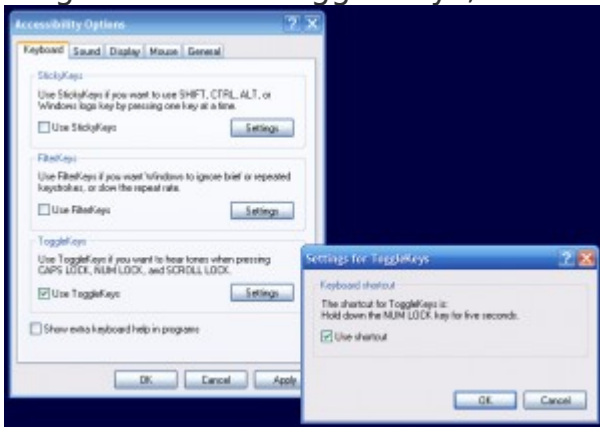 Accessibility Options
Keyboard Sound Display Mouse General
StickyKeys
Use StickyKeys if you want to use SHIFT, CTRL, ALT, or
Windows logo key by pressing one key at a time.
Use StickyKeys
Settings
FilterKeys
Use FilterKeys if you want Windows to ignore brief or repeated
keystrokes, or slow the repeat rate.
Use FilterKeys
Settings
ToggleKeys
Use ToggleKeys if you want to hear tones when pressing
CAPS LOCK, NUM LOCK, and SCROLL LOCK.
Use ToggleKeys
Settings
Show extra keyboard help in programs
OK Cancel Apply
Settings for ToggleKeys
Keyboard shortcut
The shortcut for ToggleKeys is:
Hold down the NUM LOCK key for five seconds.
Use shortcut
OK Cancel